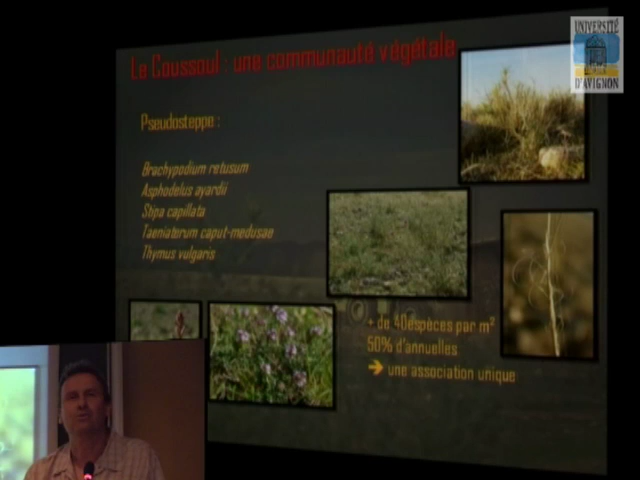 UNIVERSITÉ
D'AVIGNON
Le Coussoul : une communauté végétale
Pseudosteppe :
Brachypodium retusum
Asphodelus ayardii
Stipa capillata
Taeniaterum caput-medusae
Thymus vulgaris
+ de 40espèces par m²
50% d'annuelles
➔ une association unique